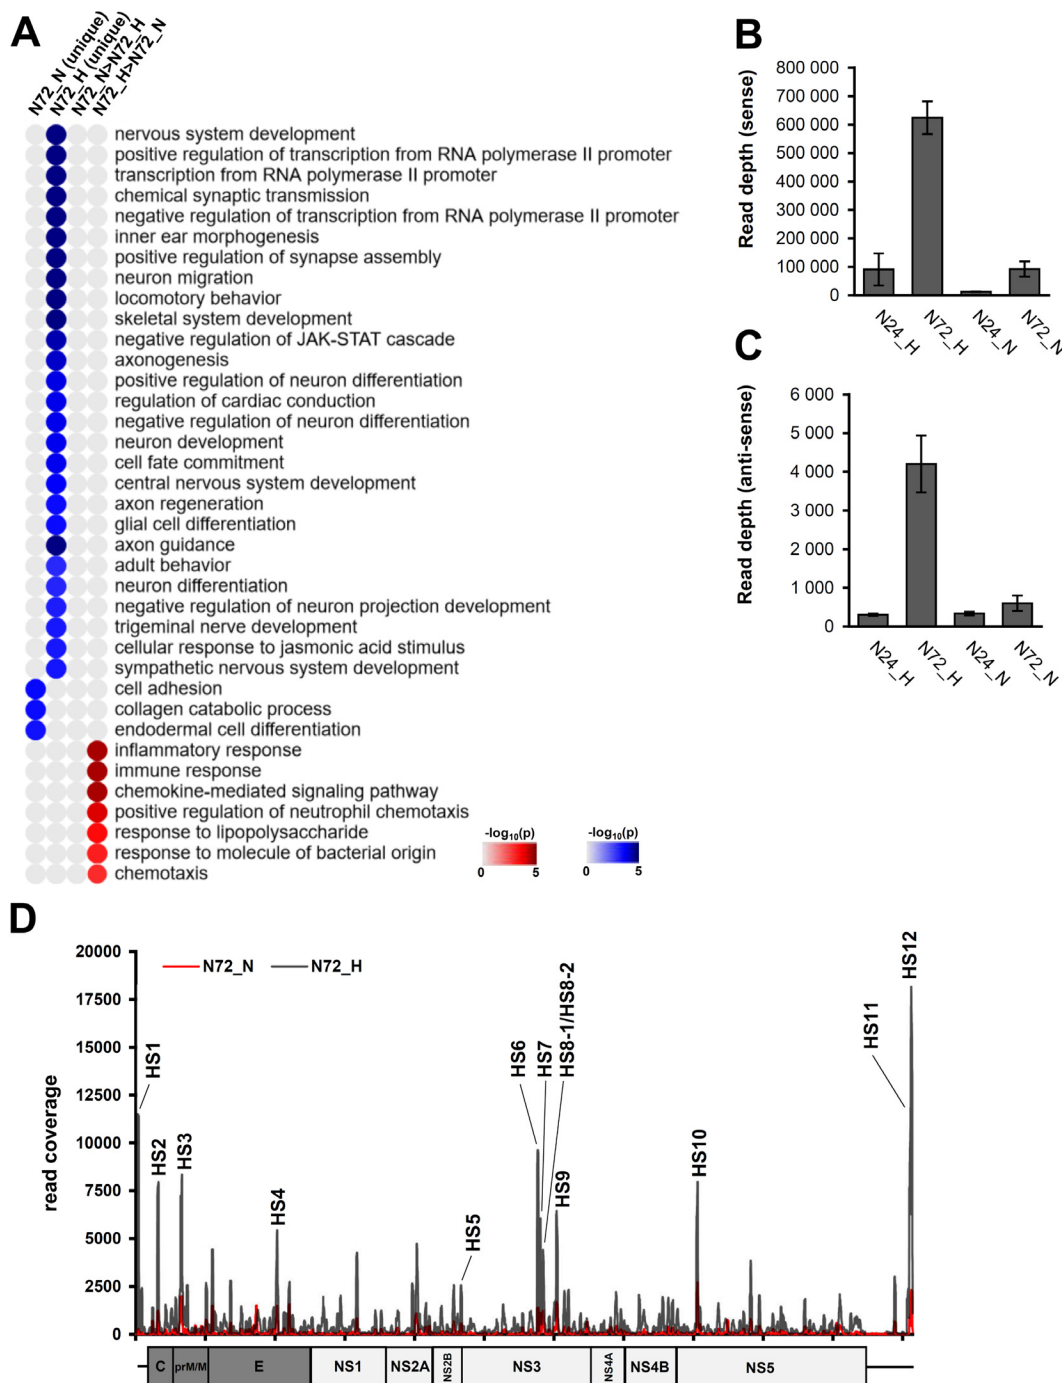 A
N72_N (unique)
N72_H (unique)
N72_N>N72_H
N72_H>N72_N
nervous system development
positive regulation of transcription from RNA polymerase II promoter
transcription from RNA polymerase II promoter
chemical synaptic transmission
negative regulation of transcription from RNA polymerase II promoter
inner ear morphogenesis
positive regulation of synapse assembly
neuron migration
locomotory behavior
skeletal system development
negative regulation of JAK-STAT cascade
axonogenesis
positive regulation of neuron differentiation
regulation of cardiac conduction
negative regulation of neuron differentiation
neuron development
cell fate commitment
central nervous system development
axon regeneration
glial cell differentiation
axon guidance
adult behavior
neuron differentiation
negative regulation of neuron projection development
trigeminal nerve development
cellular response to jasmonic acid stimulus
sympathetic nervous system development
cell adhesion
collagen catabolic process
endodermal cell differentiation
inflammatory response
immune response
chemokine-mediated signaling pathway
positive regulation of neutrophil chemotaxis
response to lipopolysaccharide
response to molecule of bacterial origin
chemotaxis
-log10(p)
0 5
-log10(p)
0 5
B
Read depth (sense)
800 000
700 000
600 000
500 000
400 000
300 000
200 000
100 000
0
N24_H N72_H N24_N N72_N
C
Read depth (anti-sense)
6 000
5 000
4 000
3 000
2 000
1 000
0
N24_H N72_H N24_N N72_N
D
read coverage
20000
17500
15000
12500
10000
7500
5000
2500
0
N72_N N72_H
HS1
HS2
HS3
HS4
HS5
HS6
HS7
HS8-1/HS8-2
HS9
HS10
HS11
HS12
C prM/M E NS1 NS2A NS2B NS3 NS4A NS4B NS5